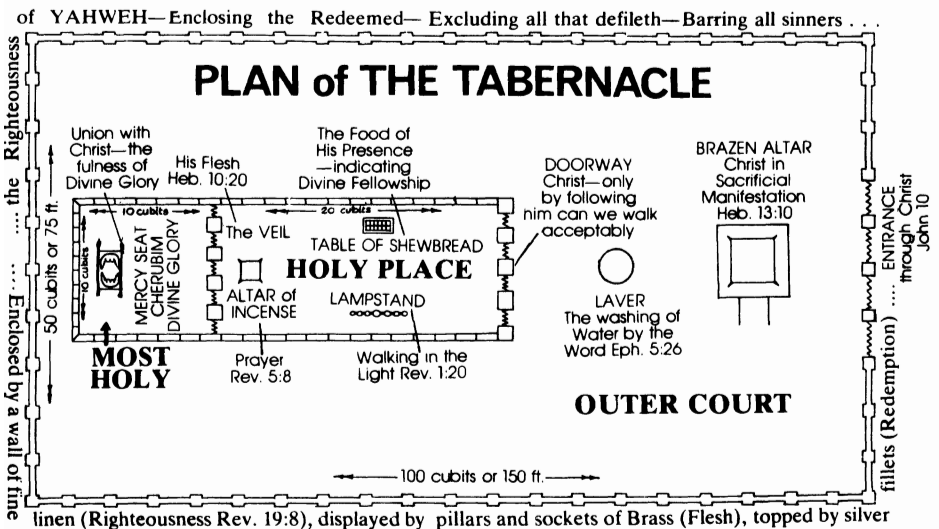 of YAHWEH—Enclosing the Redeemed— Excluding all that defileth—Barring all sinners . . .
PLAN of THE TABERNACLE
Union with
Christ—the
fulness of
Divine Glory
His Flesh
Heb. 10:20
The Food of
His Presence
—indicating
Divine Fellowship
DOORWAY
Christ—only
by following
him can we walk
acceptably
BRAZEN ALTAR
Christ in
Sacrificial
Manifestation
Heb. 13:10
10 cubits
20 cubits
10 cubits
MERCY SEAT
CHERUBIM
DIVINE GLORY
The VEIL
TABLE OF SHEWBREAD
HOLY PLACE
ALTAR of
INCENSE
LAMPSTAND
LAVER
The washing of
Water by the
Word Eph. 5:26
MOST
HOLY
Prayer
Rev. 5:8
Walking in the
Light Rev. 1:20
OUTER COURT
50 cubits or 75 ft.
100 cubits or 150 ft.
ENTRANCE
through Christ
John 10
.... Enclosed by a wall of fine
linen (Righteousness Rev. 19:8), displayed by pillars and sockets of Brass (Flesh), topped by silver
fillets (Redemption) ....
.... the Righteousness